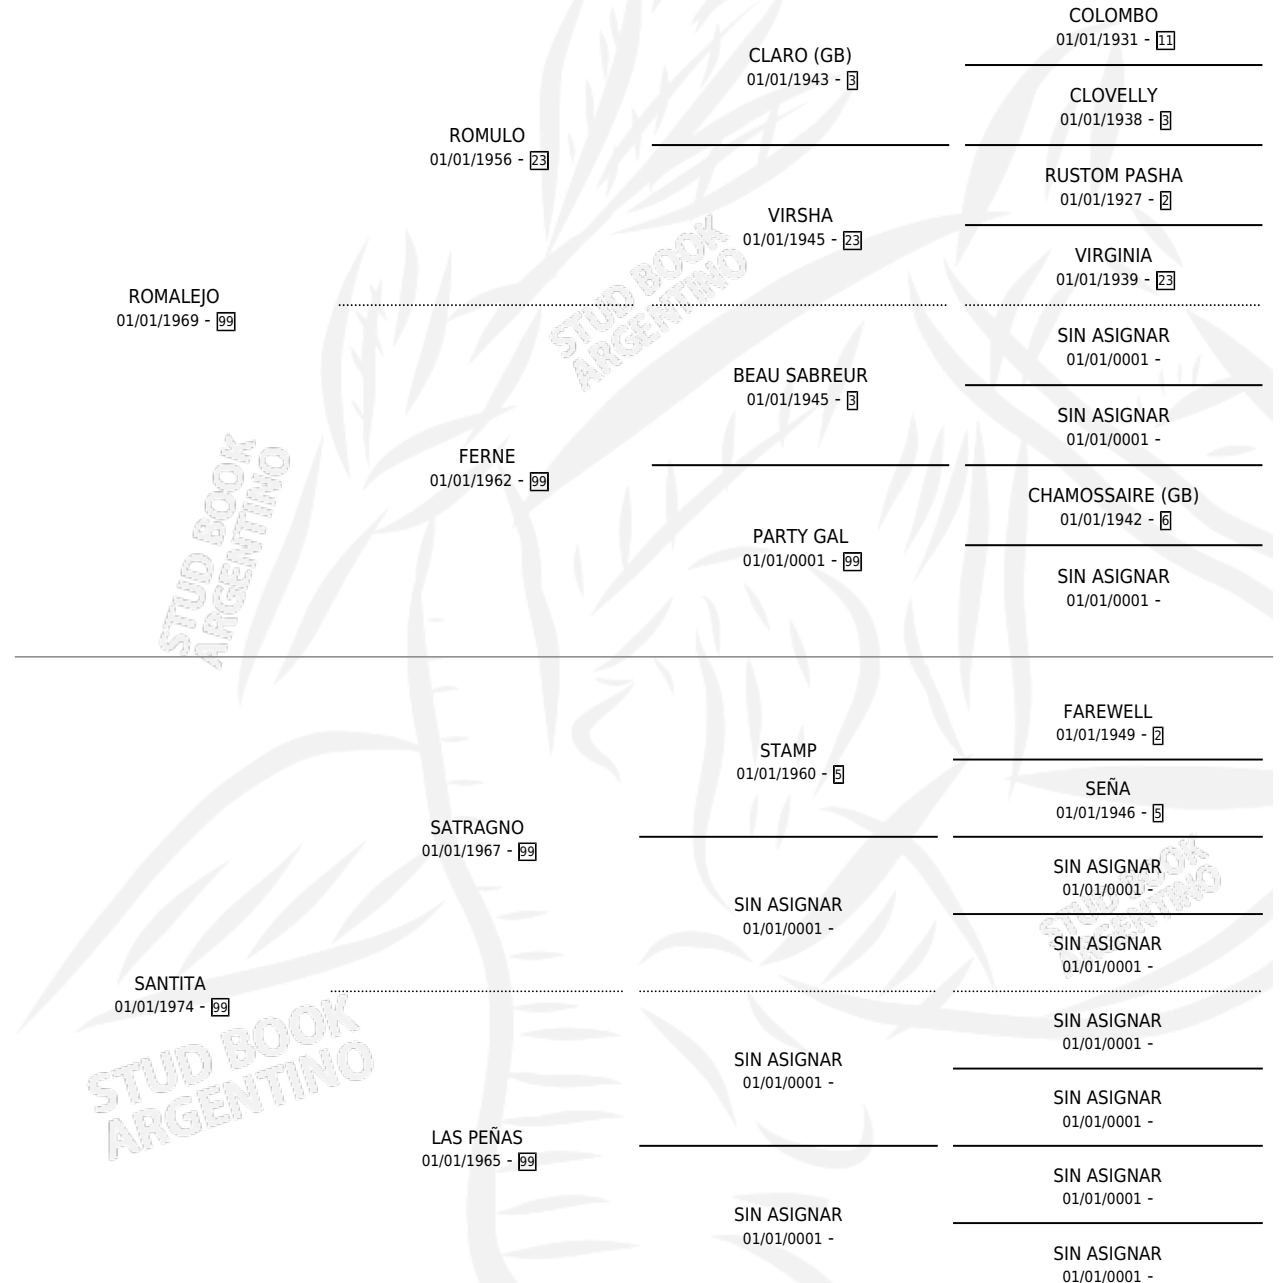 COLOMBO
01/01/1931 - 11
CLARO (GB)
01/01/1943 - 3
CLOVELLY
01/01/1938 - 3
ROMULO
01/01/1956 - 23
RUSTOM PASHA
01/01/1927 - 2
VIRSHA
01/01/1945 - 23
VIRGINIA
01/01/1939 - 23
ROMALEJO
01/01/1969 - 99
SIN ASIGNAR
01/01/0001 -
BEAU SABREUR
01/01/1945 - 3
SIN ASIGNAR
01/01/0001 -
FERNE
01/01/1962 - 99
CHAMOSSAIRE (GB)
01/01/1942 - 6
PARTY GAL
01/01/0001 - 99
SIN ASIGNAR
01/01/0001 -
FAREWELL
01/01/1949 - 2
STAMP
01/01/1960 - 5
SEÑA
01/01/1946 - 5
SATRAGNO
01/01/1967 - 99
SIN ASIGNAR
01/01/0001 -
SIN ASIGNAR
01/01/0001 -
SIN ASIGNAR
01/01/0001 -
SANTITA
01/01/1974 - 99
SIN ASIGNAR
01/01/0001 -
SIN ASIGNAR
01/01/0001 -
SIN ASIGNAR
01/01/0001 -
LAS PEÑAS
01/01/1965 - 99
SIN ASIGNAR
01/01/0001 -
SIN ASIGNAR
01/01/0001 -
SIN ASIGNAR
01/01/0001 -
STUD BOOK
ARGENTINO
STUD BOOK
ARGENTINO
STUD BOOK
ARGENTINO
STUD BOOK
ARGENTINO